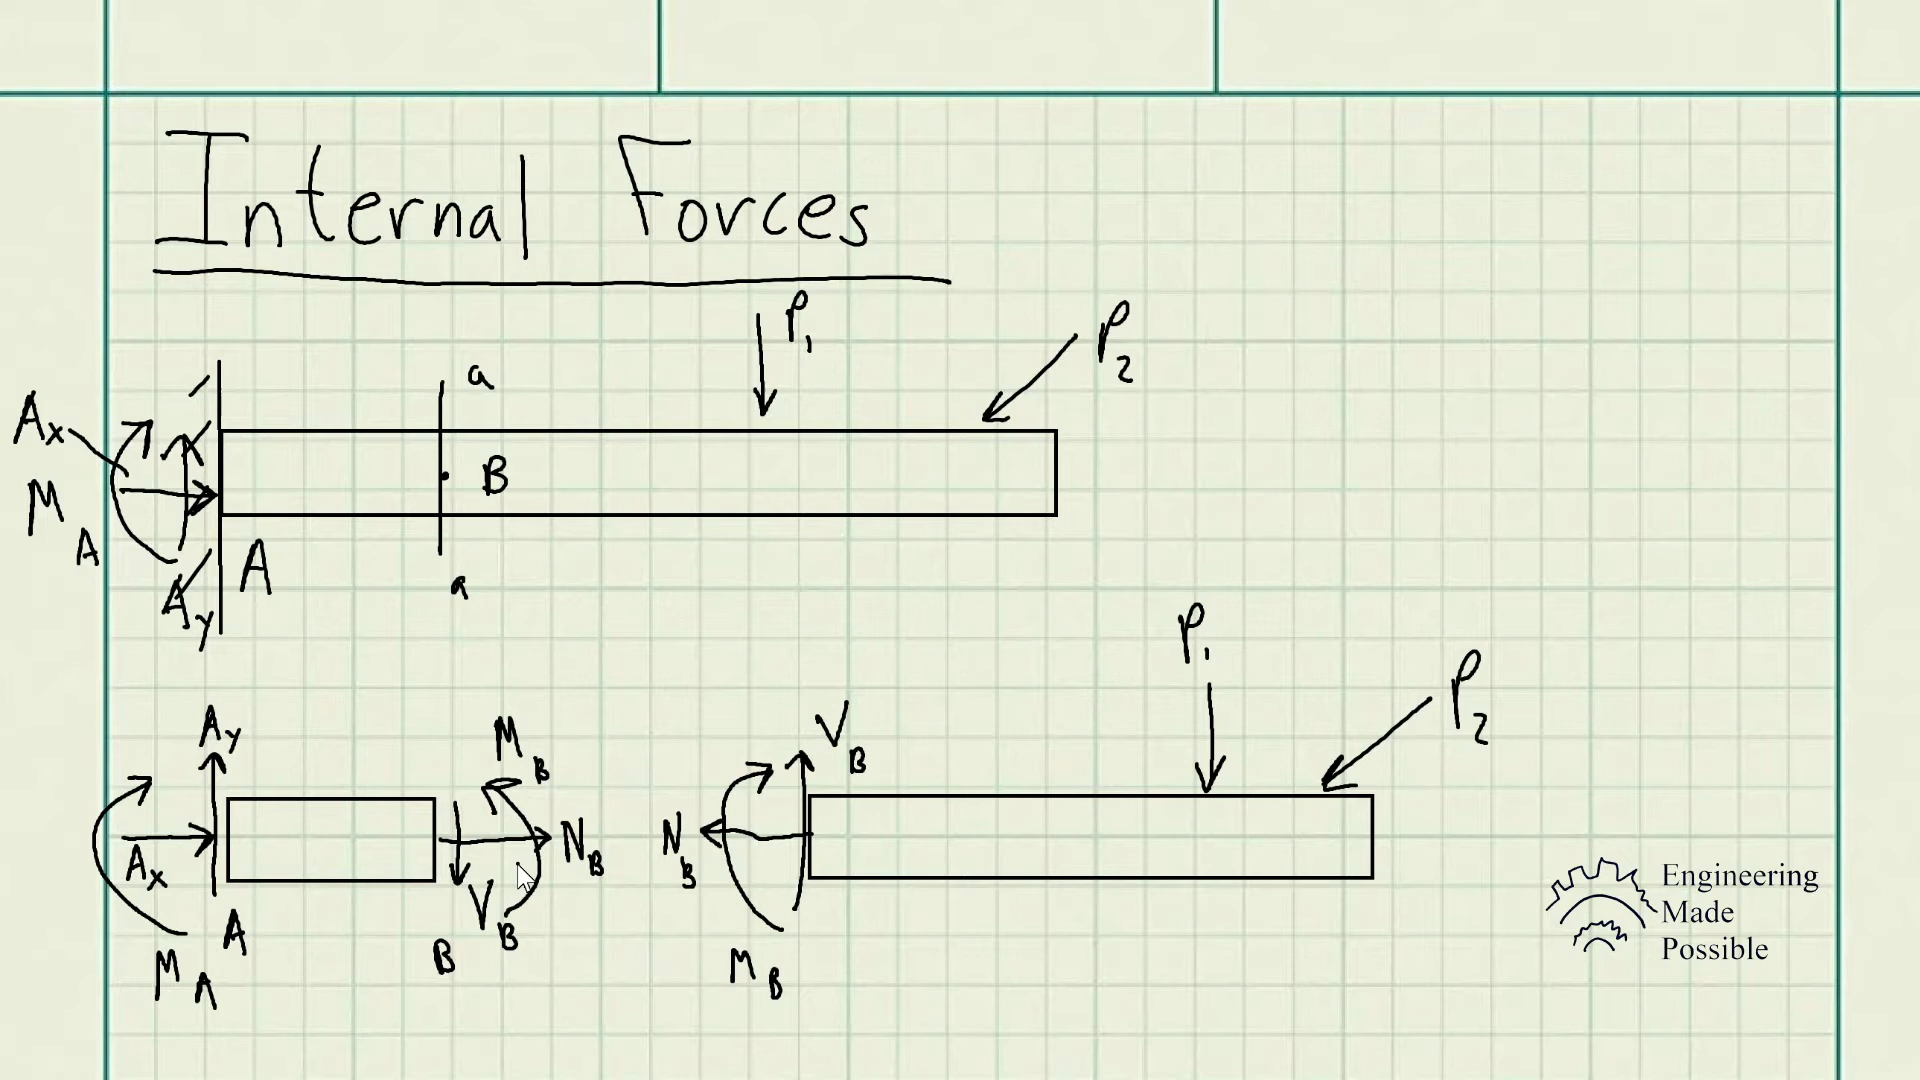 Internal Forces
P1
P2
a
Ax
B
MA
A
a
Ay
P1
P2
Ay
MB
VB
NB
NB
Ax
VB
A
B
MA
MB
Engineering
Made
Possible